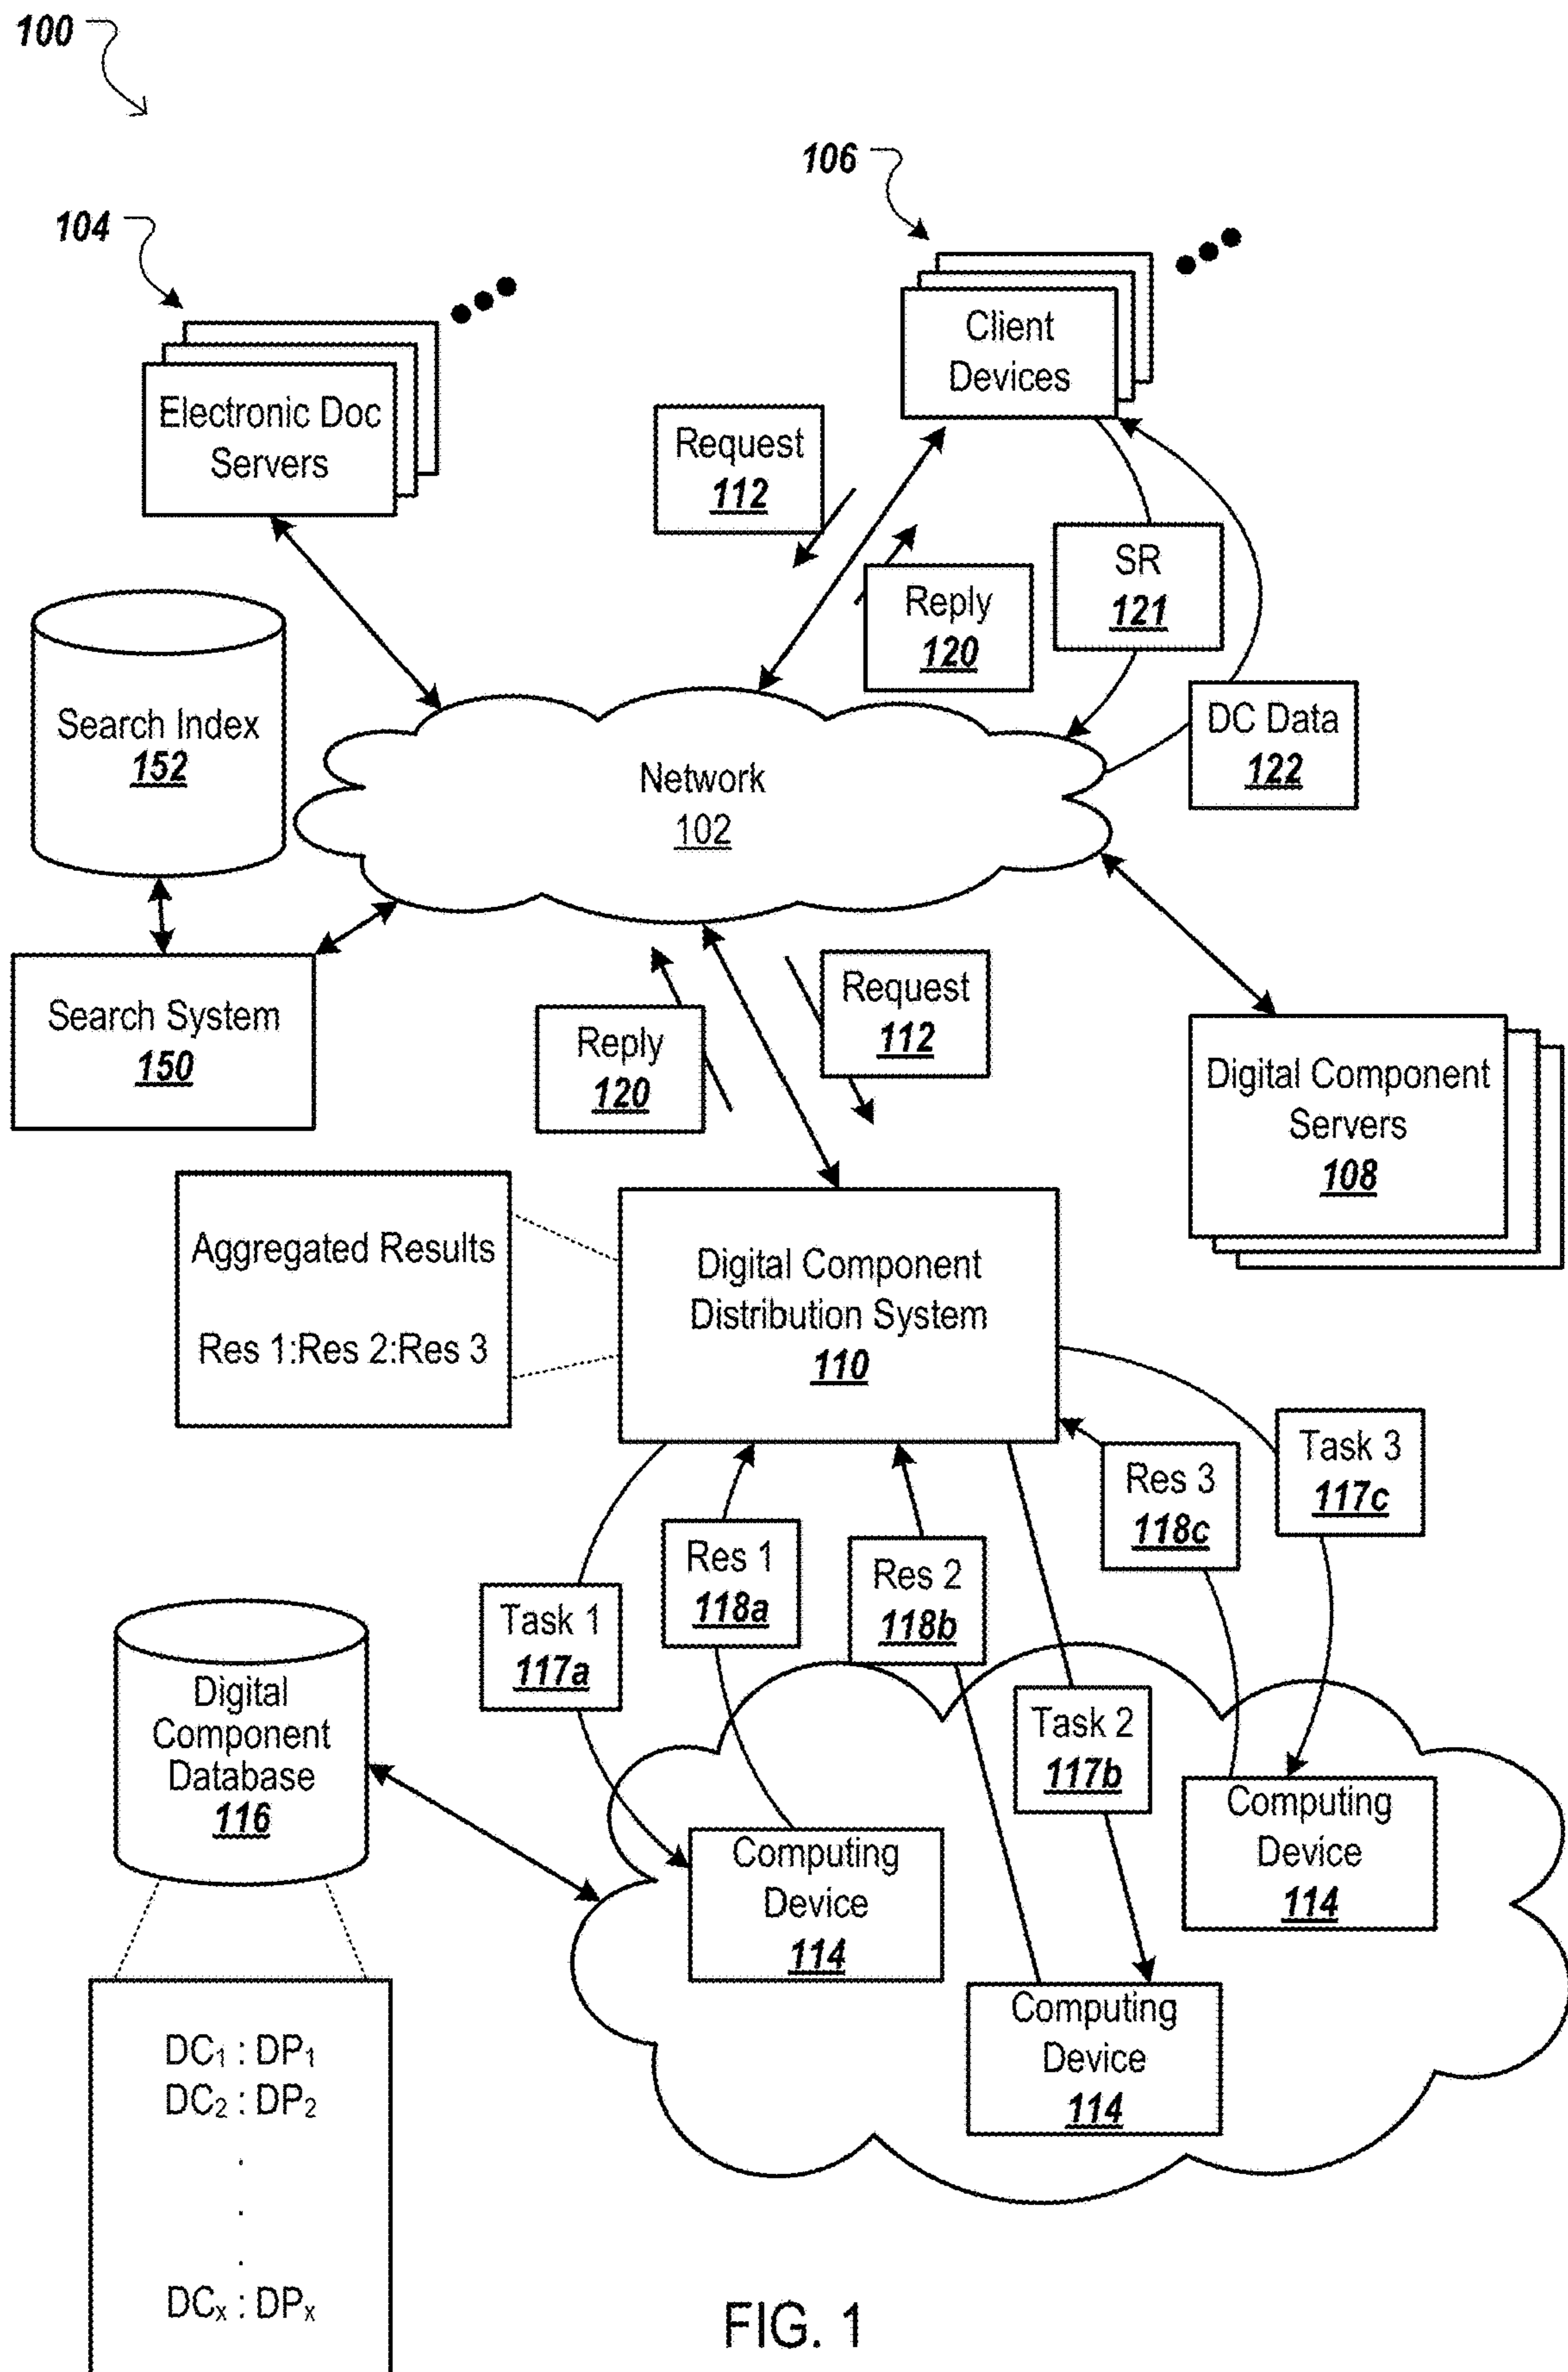 100
106
104
Client
Devices
Electronic Doc
Servers
Request
112
SR
121
Reply
120
DC Data
122
Search Index
152
Network
102
Search System
150
Reply
120
Request
112
Digital Component
Servers
108
Aggregated Results
Res 1:Res 2:Res 3
Digital Component
Distribution System
110
Task 3
117c
Res 3
118c
Res 1
118a
Res 2
118b
Task 1
117a
Task 2
117b
Digital
Component
Database
116
Computing
Device
114
Computing
Device
114
Computing
Device
114
DC₁ : DP₁
DC₂ : DP₂
.
.
.
DCₓ : DPₓ
FIG. 1